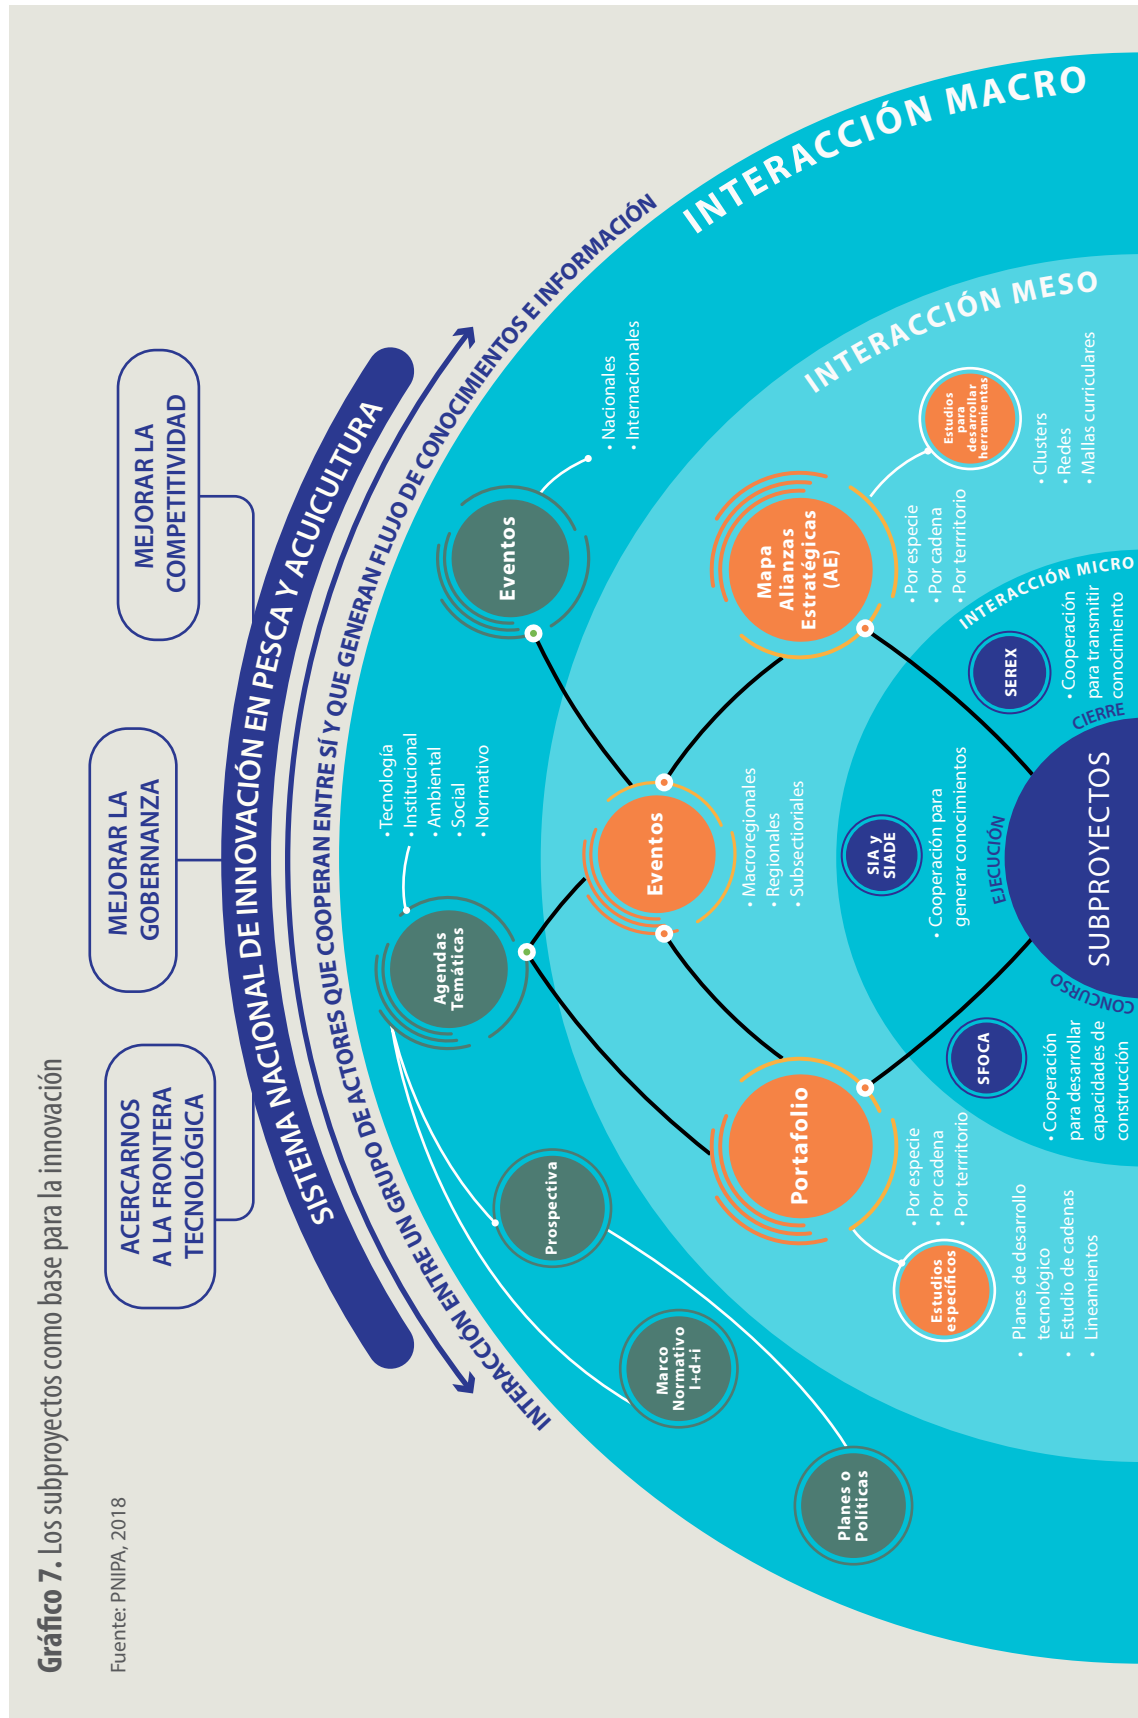 Gráfico 7. Los subproyectos como base para la innovación
Fuente: PNIPA, 2018
ACERCARNOS
A LA FRONTERA
TECNOLÓGICA
MEJORAR LA
GOBERNANZA
MEJORAR LA
COMPETITIVIDAD
SISTEMA NACIONAL DE INNOVACIÓN EN PESCA Y ACUICULTURA
INTERACCIÓN ENTRE UN GRUPO DE ACTORES QUE COOPERAN ENTRE SÍ Y QUE GENERAN FLUJO DE CONOCIMIENTOS E INFORMACIÓN
INTERACCIÓN MACRO
Planes o
Políticas
Marco
Normativo
I+d+i
Prospectiva
Agendas
Temáticas
• Tecnología
• Institucional
• Ambiental
• Social
• Normativo
Eventos
• Nacionales
• Internacionales
INTERACCIÓN MESO
Estudios
específicos
• Planes de desarrollo
tecnológico
• Estudio de cadenas
• Lineamientos
Portafolio
• Por especie
• Por cadena
• Por terrritorio
Eventos
• Macroregionales
• Regionales
• Subsectioriales
Mapa
Alianzas
Estratégicas
(AE)
• Por especie
• Por cadena
• Por terrritorio
Estudios
para
desarrollar
herramientas
• Clusters
• Redes
• Mallas curriculares
INTERACCIÓN MICRO
SFOCA
• Cooperación
para desarrollar
capacidades de
construcción
SIA y
SIADE
• Cooperación para
generar conocimientos
SEREX
• Cooperación
para transmitir
conocimiento
CONCURSO
EJECUCIÓN
CIERRE
SUBPROYECTOS